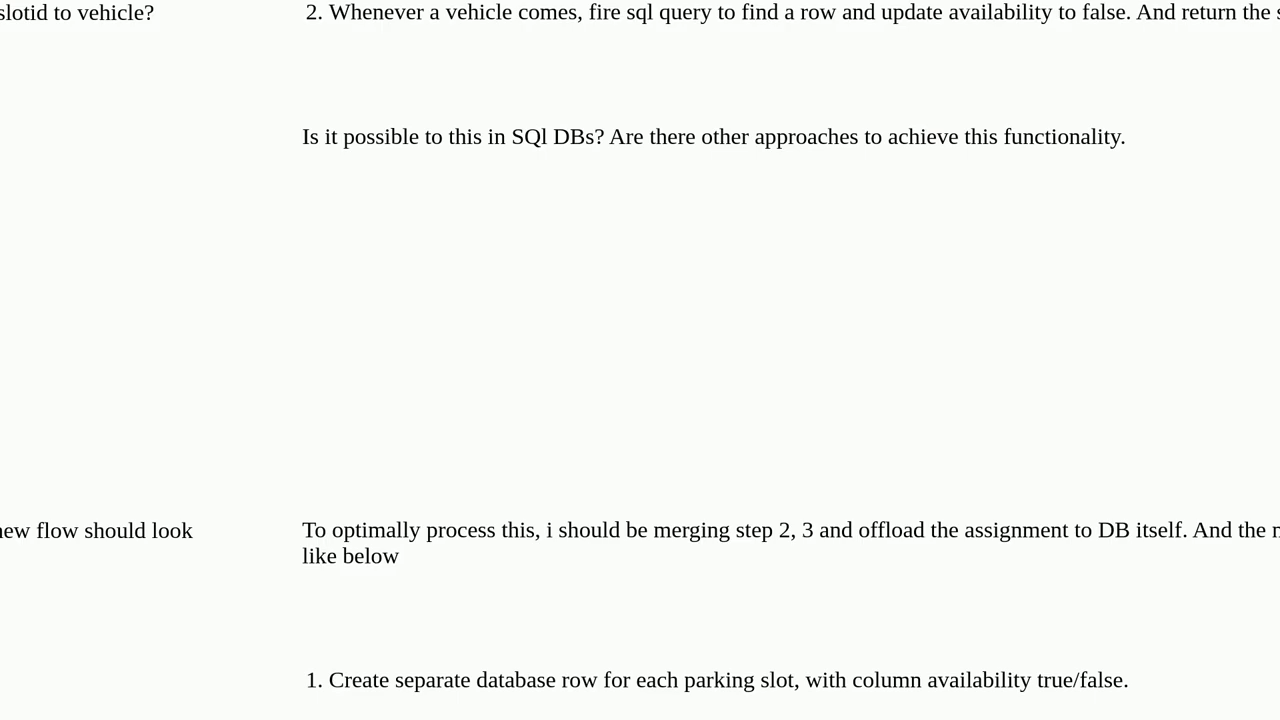 slotid to vehicle?
2. Whenever a vehicle comes, fire sql query to find a row and update availability to false. And return the
Is it possible to this in SQl DBs? Are there other approaches to achieve this functionality.
new flow should look
To optimally process this, i should be merging step 2, 3 and offload the assignment to DB itself. And the
like below
1. Create separate database row for each parking slot, with column availability true/false.